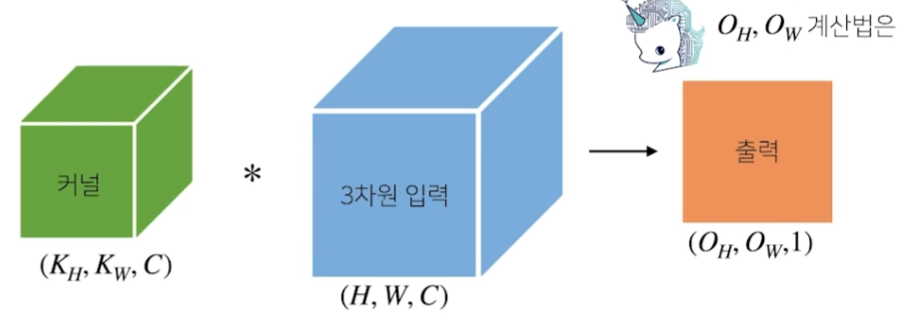 O_H, O_W 계산법은
커널
*
3차원 입력
출력
(K_H, K_W, C)
(H, W, C)
(O_H, O_W,1)